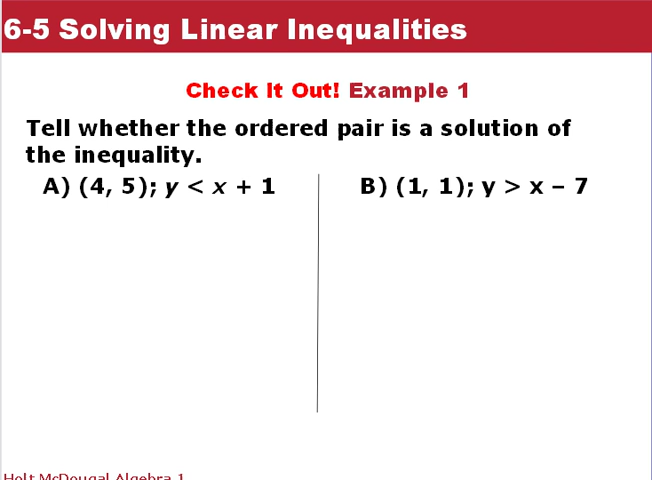 6-5 Solving Linear Inequalities
Check It Out! Example 1
Tell whether the ordered pair is a solution of
the inequality.
A) (4, 5); y < x + 1
B) (1, 1); y > x – 7
Holt McDougal Algebra 1